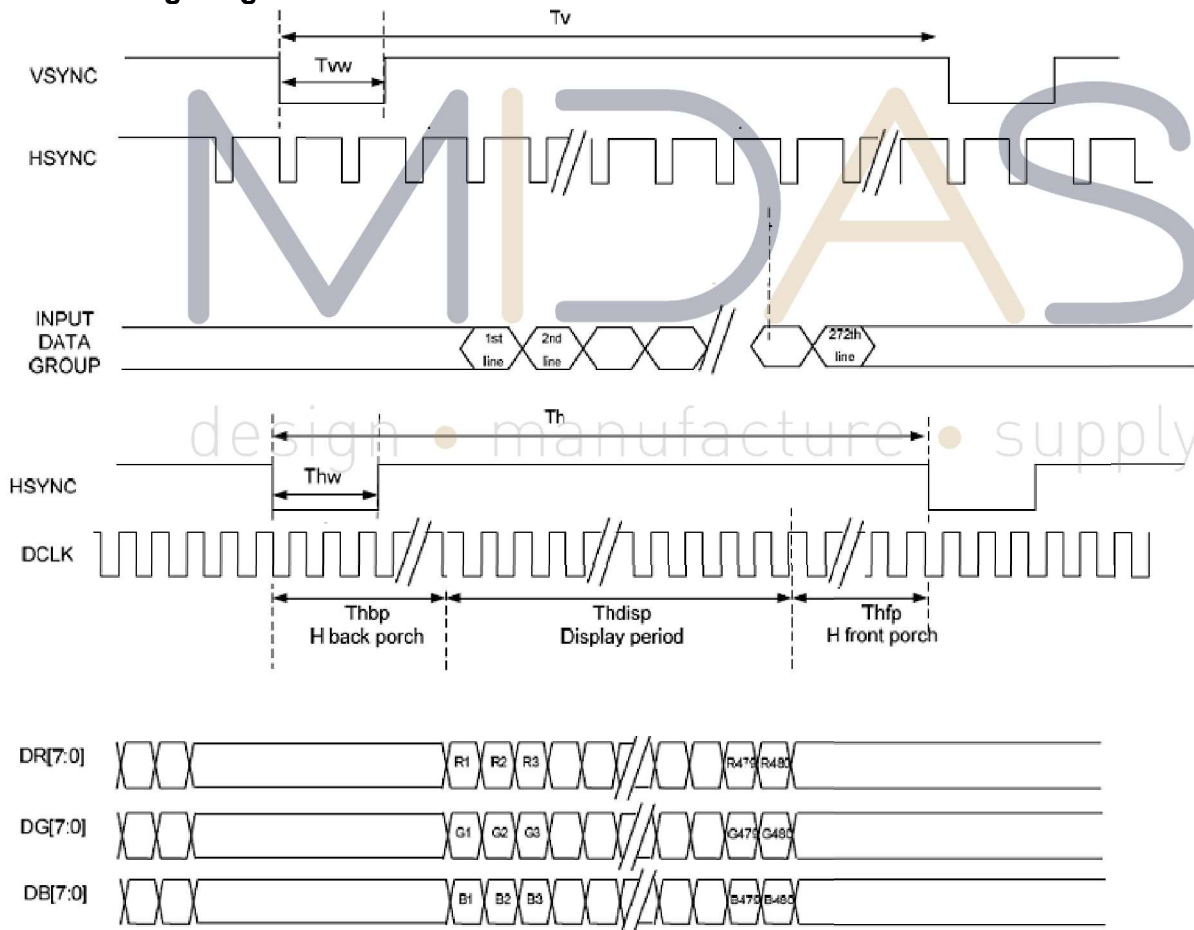 Tv
Tvw
VSYNC
HSYNC
MIDAS
INPUT
DATA
GROUP
1st
line
2nd
line
272th
line
design • manufacture • supply
Th
Thw
HSYNC
DCLK
Thbp
H back porch
Thdisp
Display period
Thfp
H front porch
DR[7:0]
R1 R2 R3 R479 R480
DG[7:0]
G1 G2 G3 G479 G480
DB[7:0]
B1 B2 B3 B479 B480